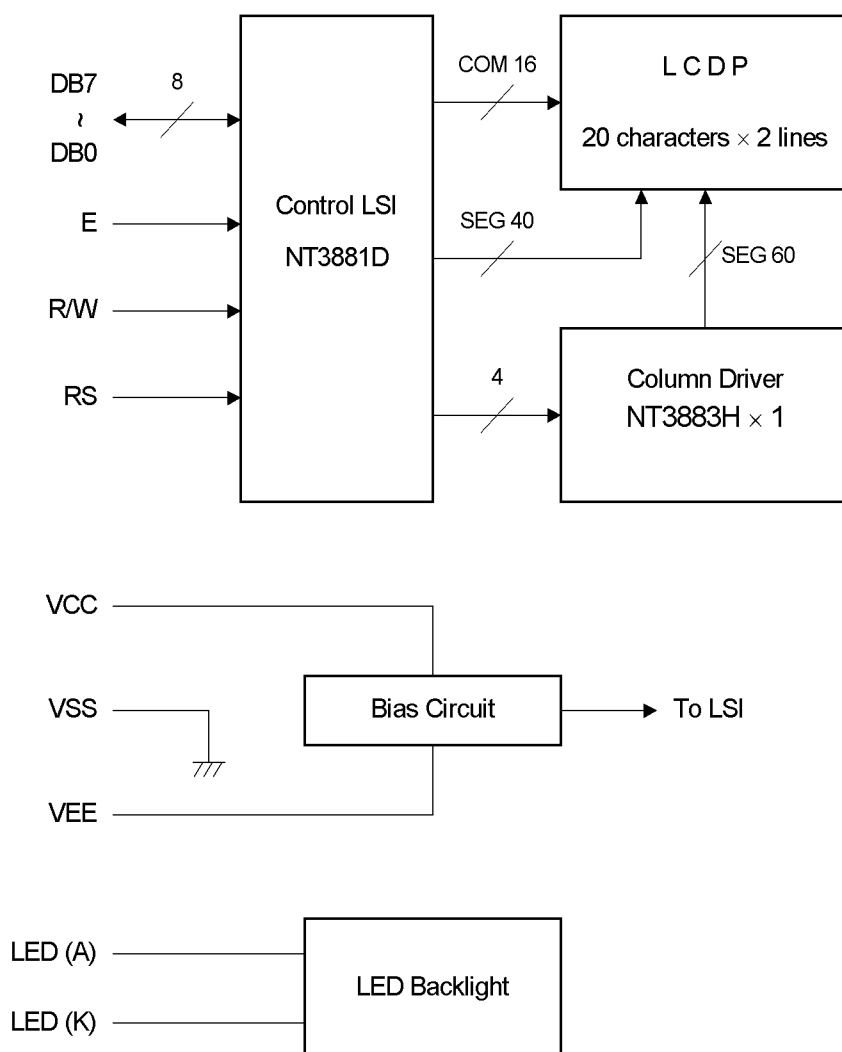 DB7
~
DB0
8
E
R/W
RS
Control LSI
NT3881D
COM 16
SEG 40
4
L C D P
20 characters × 2 lines
SEG 60
Column Driver
NT3883H × 1
VCC
VSS
VEE
Bias Circuit
To LSI
LED (A)
LED (K)
LED Backlight